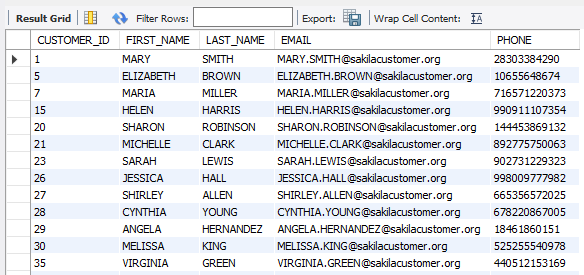 Result Grid Filter Rows: Export: Wrap Cell Content: IA
CUSTOMER_ID FIRST_NAME LAST_NAME EMAIL PHONE
1 MARY SMITH MARY.SMITH@sakilacustomer.org 28303384290
5 ELIZABETH BROWN ELIZABETH.BROWN@sakilacustomer.org 10655648674
7 MARIA MILLER MARIA.MILLER@sakilacustomer.org 716571220373
15 HELEN HARRIS HELEN.HARRIS@sakilacustomer.org 990911107354
20 SHARON ROBINSON SHARON.ROBINSON@sakilacustomer.org 144453869132
21 MICHELLE CLARK MICHELLE.CLARK@sakilacustomer.org 892775750063
23 SARAH LEWIS SARAH.LEWIS@sakilacustomer.org 902731229323
26 JESSICA HALL JESSICA.HALL@sakilacustomer.org 998009777982
27 SHIRLEY ALLEN SHIRLEY.ALLEN@sakilacustomer.org 665356572025
28 CYNTHIA YOUNG CYNTHIA.YOUNG@sakilacustomer.org 678220867005
29 ANGELA HERNANDEZ ANGELA.HERNANDEZ@sakilacustomer.org 18461860151
30 MELISSA KING MELISSA.KING@sakilacustomer.org 525255540978
35 VIRGINIA GREEN VIRGINIA.GREEN@sakilacustomer.org 440512153169